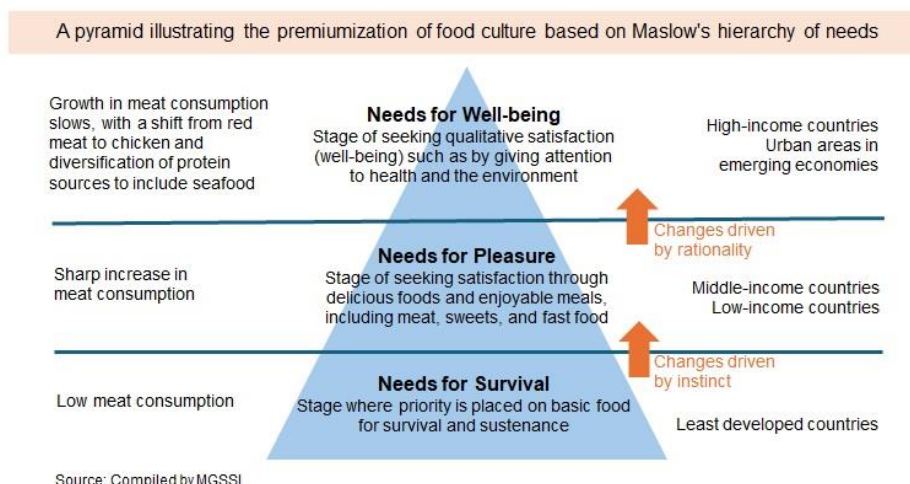 A pyramid illustrating the premiumization of food culture based on Maslow's hierarchy of needs
Growth in meat consumption
slows, with a shift from red
meat to chicken and
diversification of protein
sources to include seafood
Needs for Well-being
Stage of seeking qualitative satisfaction
(well-being) such as by giving attention
to health and the environment
High-income countries
Urban areas in
emerging economies
Changes driven
by rationality
Sharp increase in
meat consumption
Needs for Pleasure
Stage of seeking satisfaction through
delicious foods and enjoyable meals,
including meat, sweets, and fast food
Middle-income countries
Low-income countries
Changes driven
by instinct
Low meat consumption
Needs for Survival
Stage where priority is placed on basic food
for survival and sustenance
Least developed countries
Source: Compiled by MGSSI